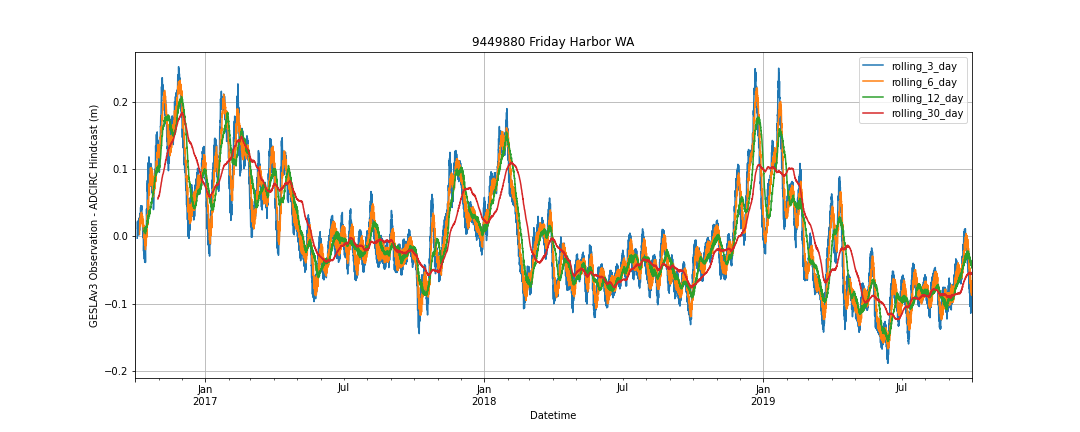 9449880 Friday Harbor WA
rolling_3_day
rolling_6_day
rolling_12_day
rolling_30_day
GESLAv3 Observation - ADCIRC Hindcast (m)
0.2
0.1
0.0
−0.1
−0.2
Jan
2017
Jul
Jan
2018
Jul
Jan
2019
Jul
Datetime